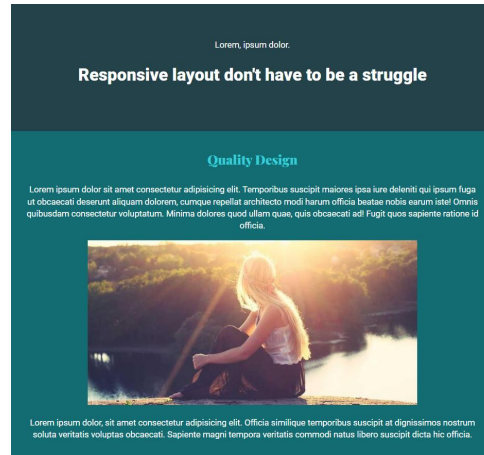 Lorem, ipsum dolor.
Responsive layout don't have to be a struggle
Quality Design
Lorem ipsum dolor sit amet consectetur adipisicing elit. Temporibus suscipit maiores ipsa iure deleniti qui ipsum fuga
ut obcaecati deserunt aliquam dolorem, cumque repellat architecto modi harum officia beatae nobis earum iste! Omnis
quibusdam consectetur voluptatum. Minima dolores quod ullam quae, quis obcaecati ad! Fugit quos sapiente ratione id
officia.
Lorem ipsum dolor, sit amet consectetur adipisicing elit. Officia similique temporibus suscipit at dignissimos nostrum
soluta veritatis voluptas obcaecati. Sapiente magni tempora veritatis commodi natus libero suscipit dicta hic officia.